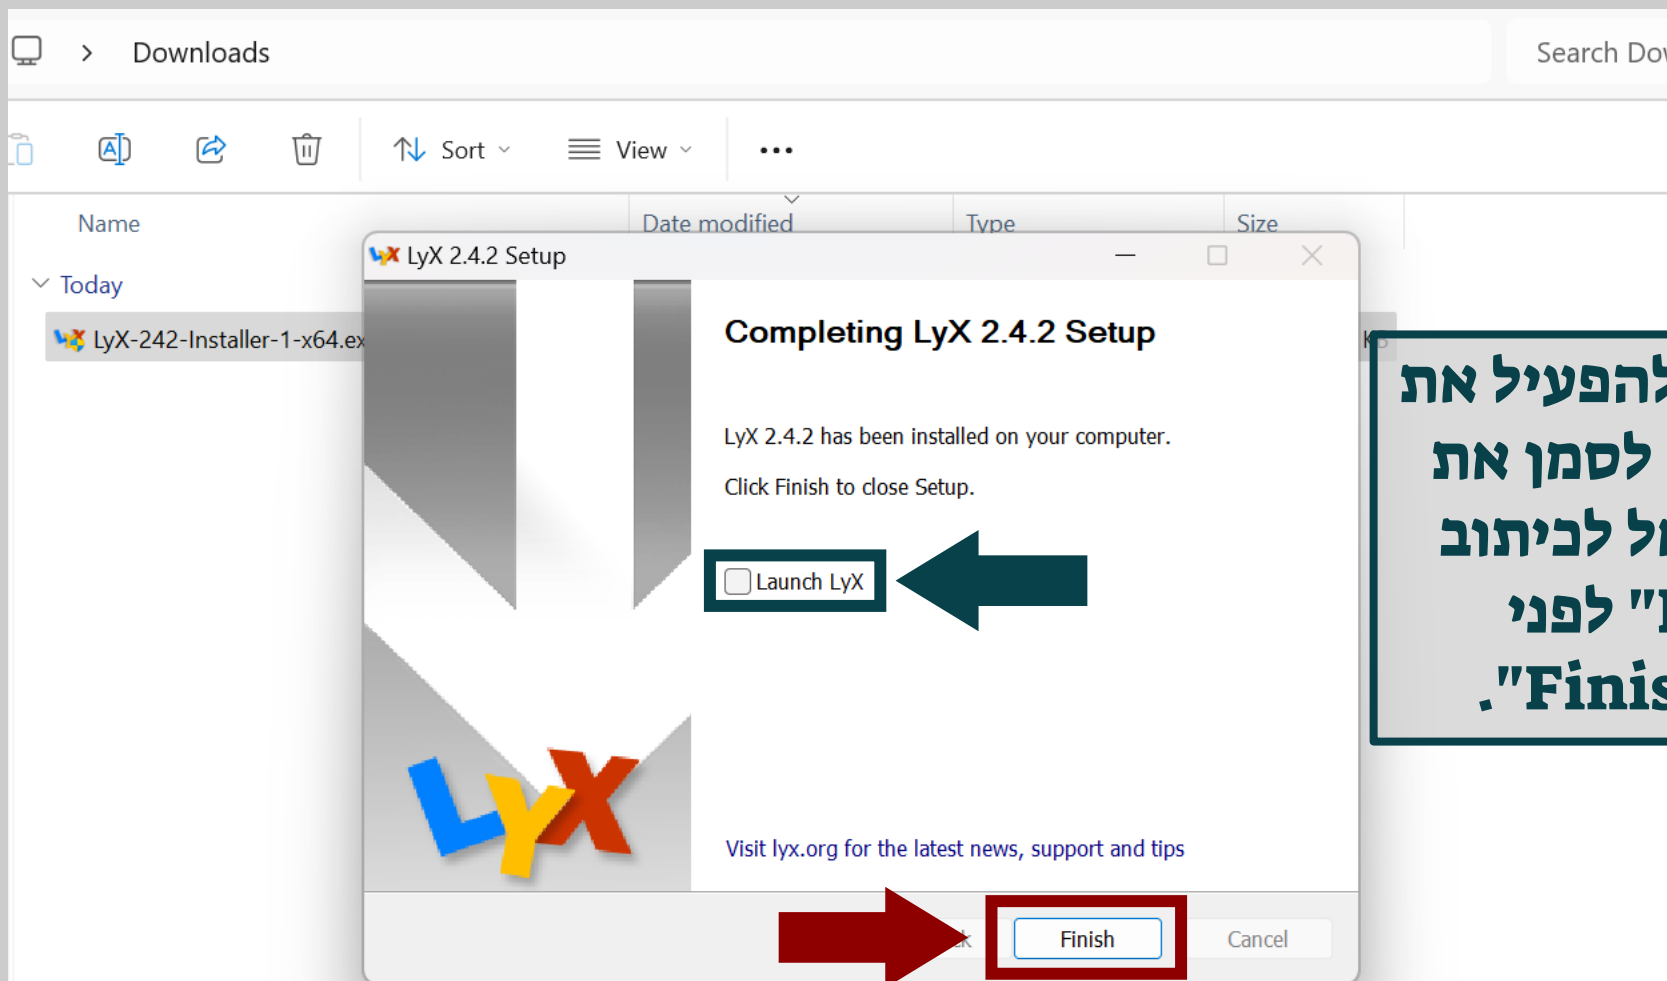 Downloads
Search
Sort
View
Name
Date modified
Type
Size
Today
LyX-242-Installer-1-x64.ex
LyX 2.4.2 Setup
Completing LyX 2.4.2 Setup
LyX 2.4.2 has been installed on your computer.
Click Finish to close Setup.
Launch LyX
Visit lyx.org for the latest news, support and tips
Finish
Cancel
LyX
להפעיל את
לסמן את
לכיתוב
" לפני
."Finis